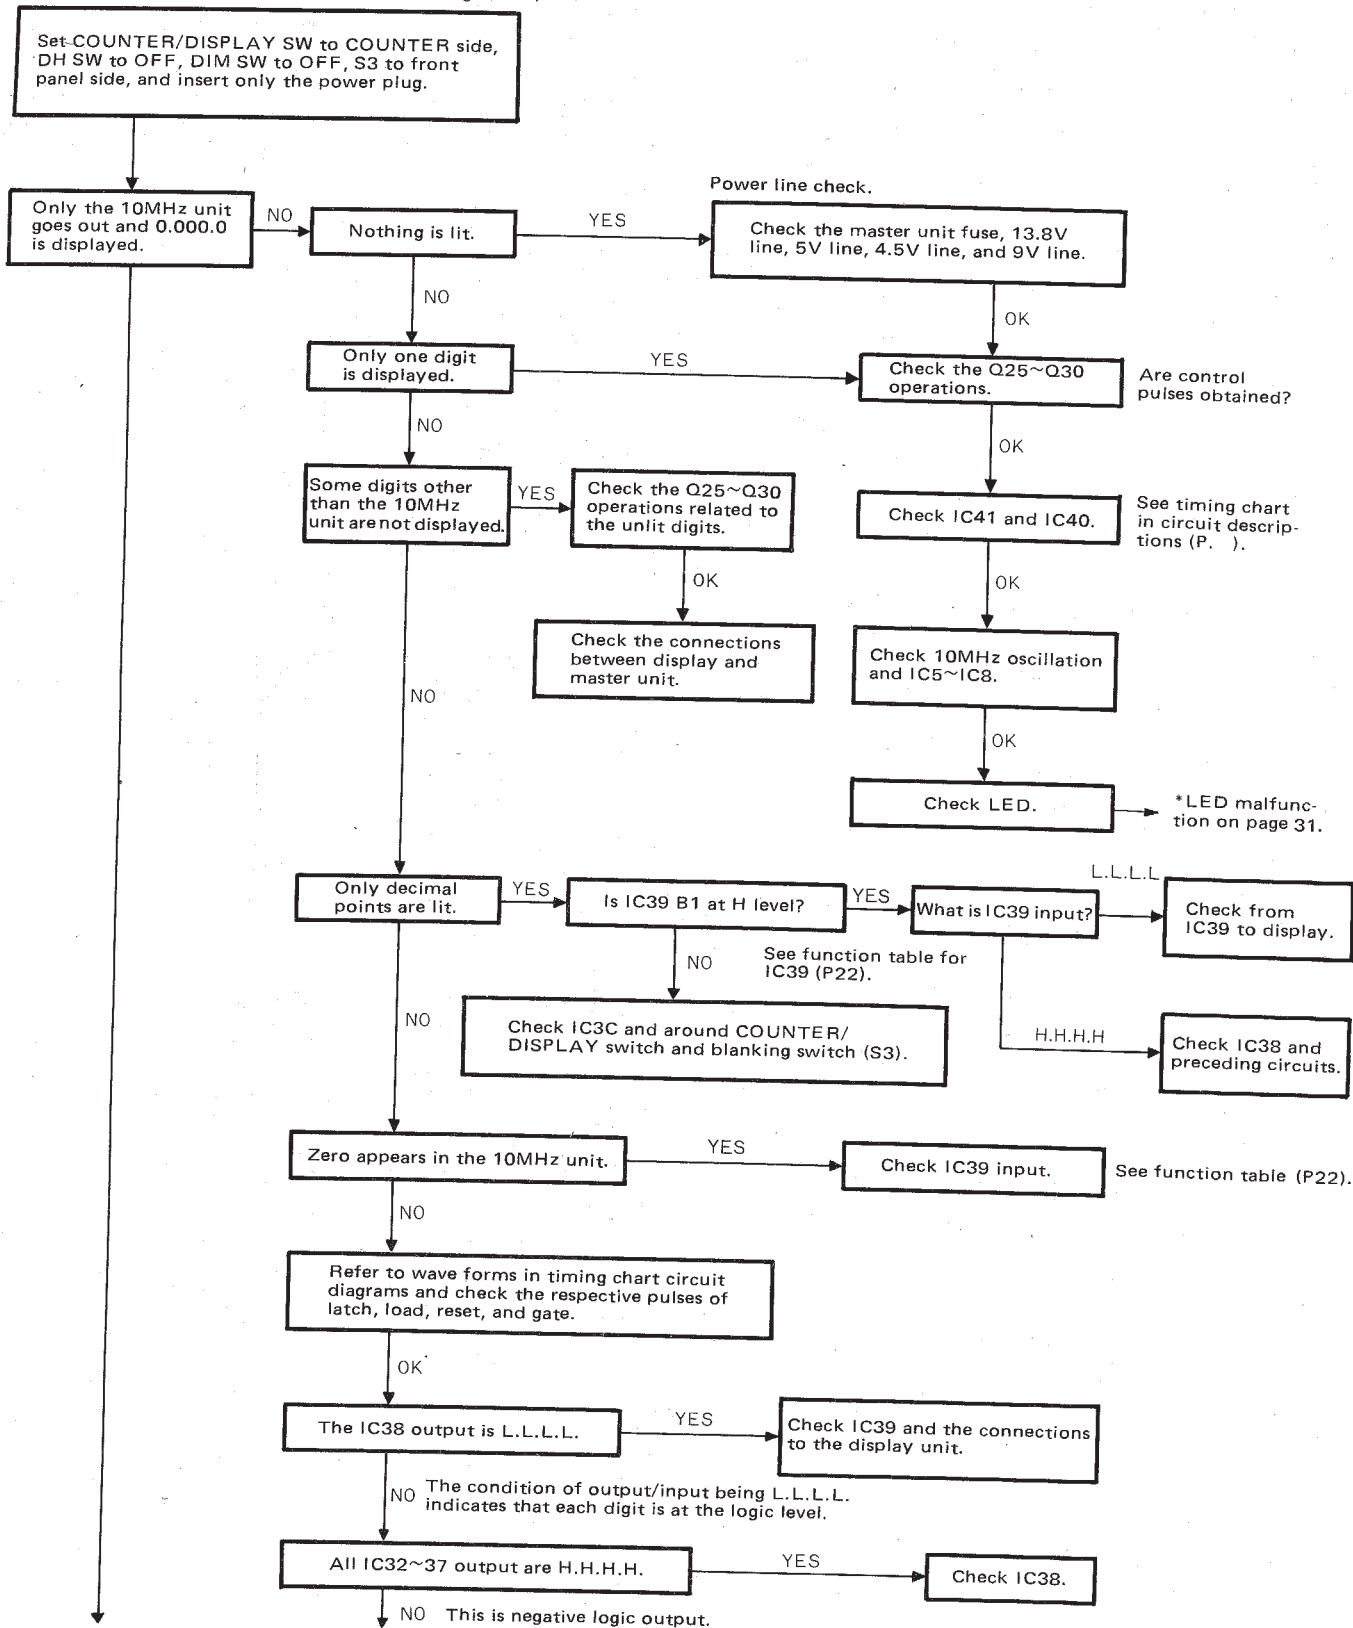 Set COUNTER/DISPLAY SW to COUNTER side,
DH SW to OFF, DIM SW to OFF, S3 to front
panel side, and insert only the power plug.
Only the 10MHz unit
goes out and 0.000.0
is displayed.
NO
Nothing is lit.
YES
Power line check.
Check the master unit fuse, 13.8V
line, 5V line, 4.5V line, and 9V line.
NO
OK
Only one digit
is displayed.
YES
Check the Q25~Q30
operations.
Are control
pulses obtained?
NO
OK
Some digits other
than the 10MHz
unit are not displayed.
YES
Check the Q25~Q30
operations related to
the unlit digits.
Check IC41 and IC40.
See timing chart
in circuit descrip-
tions (P.   ).
OK
OK
Check the connections
between display and
master unit.
Check 10MHz oscillation
and IC5~IC8.
NO
OK
Check LED.
*LED malfunc-
tion on page 31.
Only decimal
points are lit.
YES
Is IC39 B1 at H level?
YES
What is IC39 input?
L.L.L.L
Check from
IC39 to display.
NO
See function table for
IC39 (P22).
NO
Check IC3C and around COUNTER/
DISPLAY switch and blanking switch (S3).
H.H.H.H
Check IC38 and
preceding circuits.
Zero appears in the 10MHz unit.
YES
Check IC39 input.
See function table (P22).
NO
Refer to wave forms in timing chart circuit
diagrams and check the respective pulses of
latch, load, reset, and gate.
OK
The IC38 output is L.L.L.L.
YES
Check IC39 and the connections
to the display unit.
NO
The condition of output/input being L.L.L.L.
indicates that each digit is at the logic level.
All IC32~37 output are H.H.H.H.
YES
Check IC38.
NO
This is negative logic output.